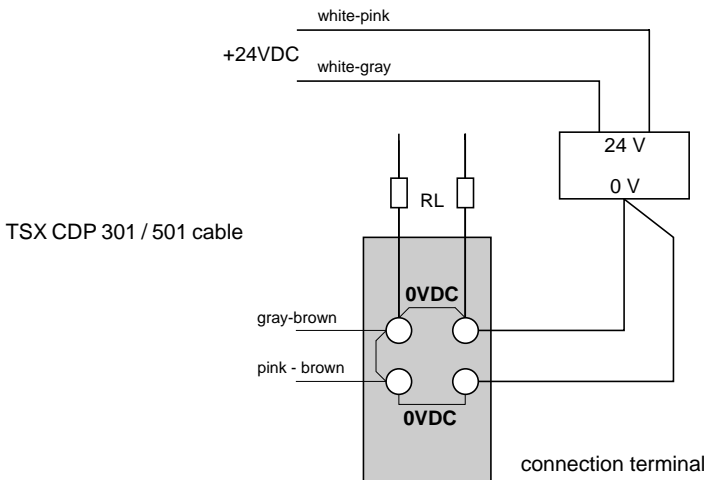 white-pink
+24VDC
white-gray
24 V
0 V
RL
TSX CDP 301 / 501 cable
0VDC
gray-brown
pink - brown
0VDC
connection terminal